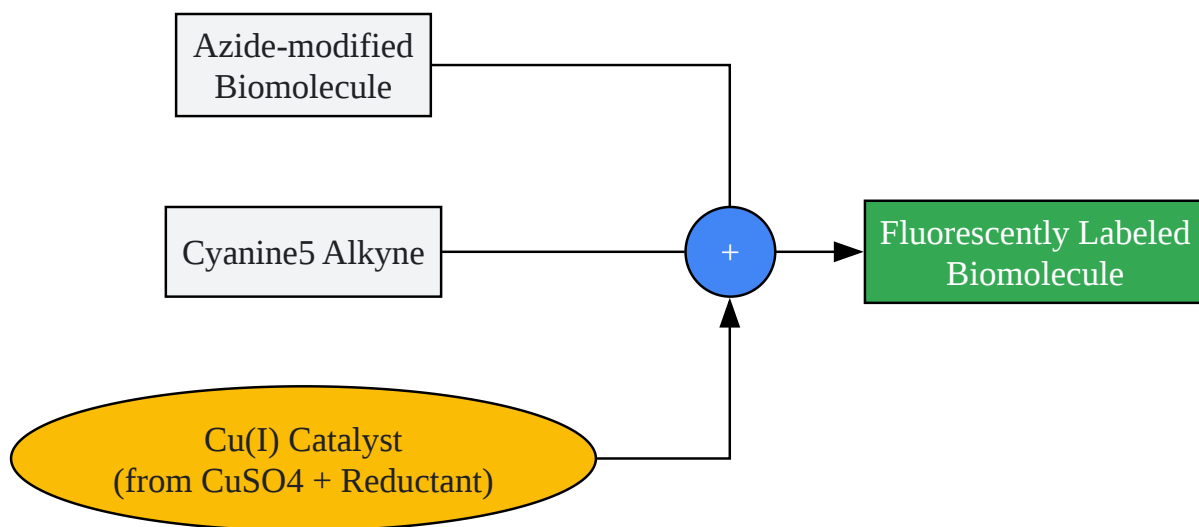 Azide-modified
Biomolecule
Cyanine5 Alkyne
+
Fluorescently Labeled
Biomolecule
Cu(I) Catalyst
(from CuSO4 + Reductant)